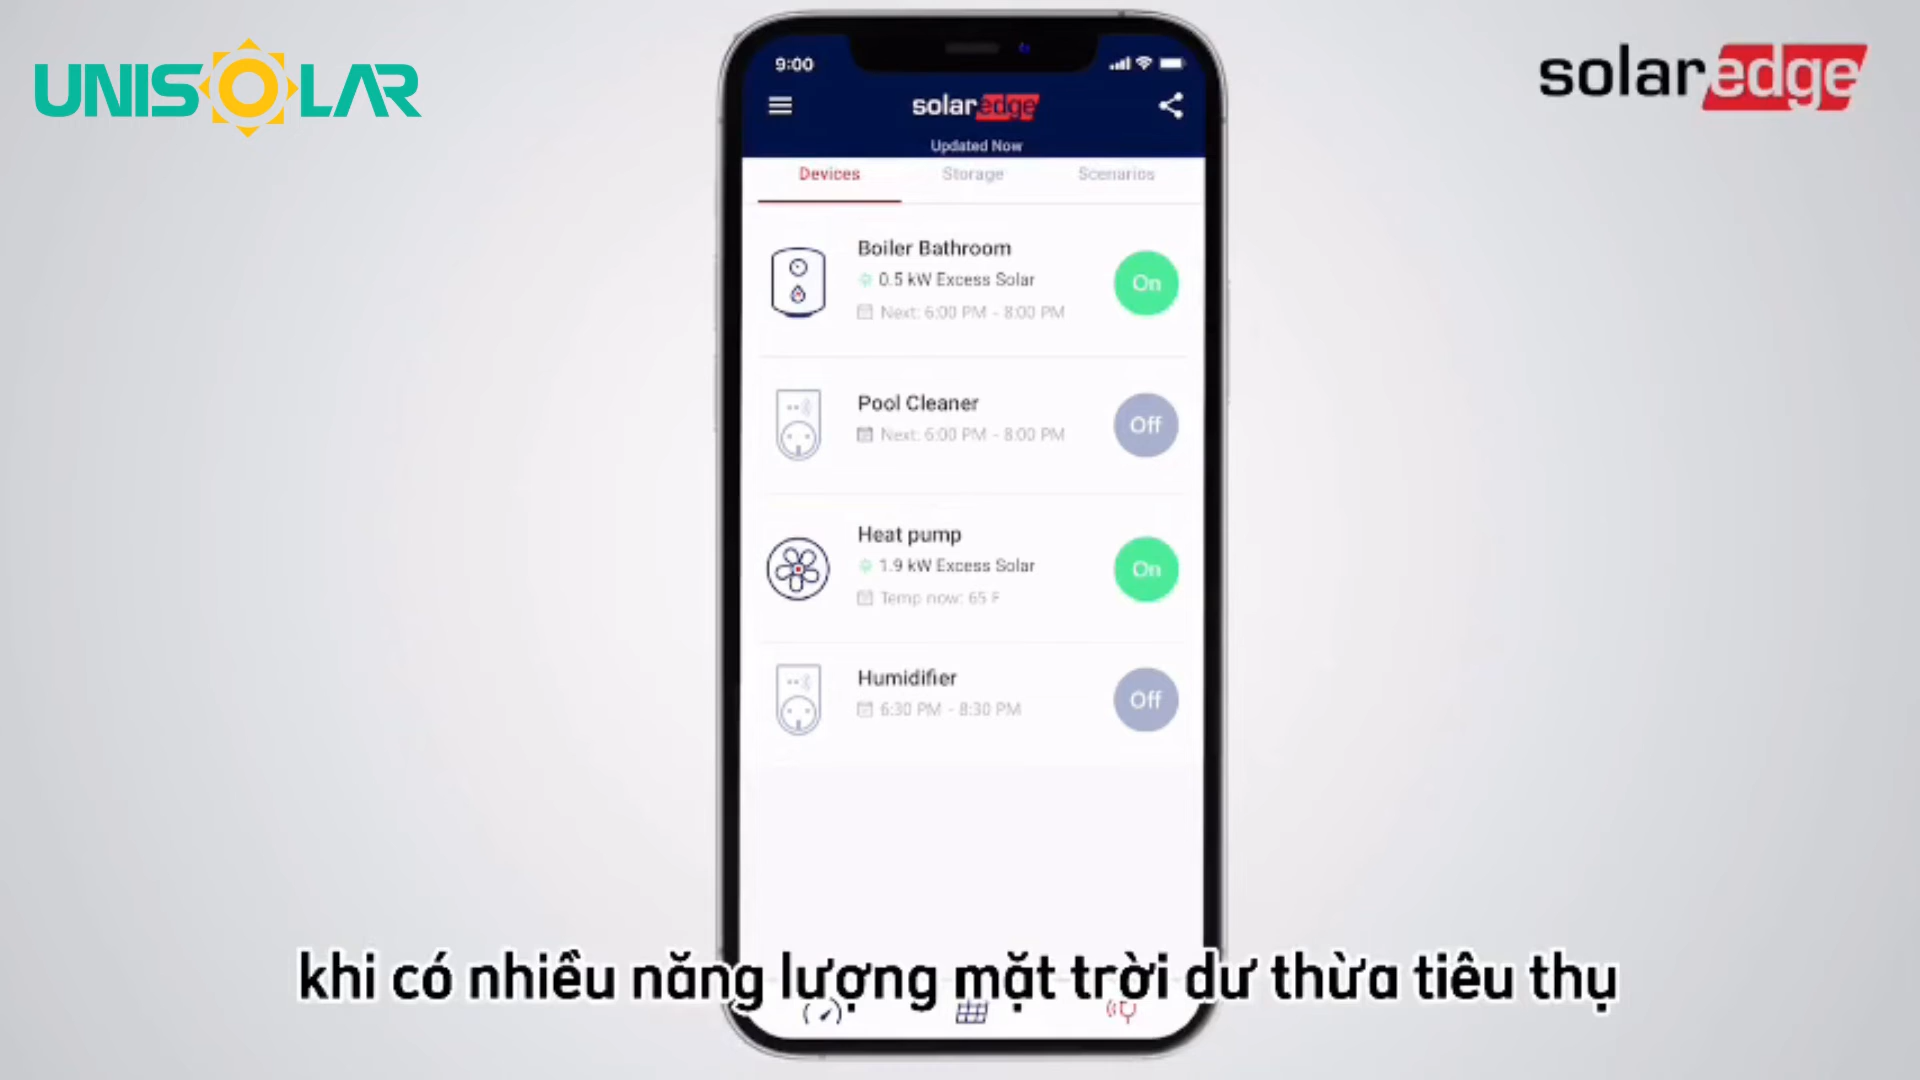 UNISOLAR
solaredge
9:00
solaredge
Updated Now
Devices
Storage
Scenarios
Boiler Bathroom
0.5 kW Excess Solar
Next: 6:00 PM - 8:00 PM
On
Pool Cleaner
Next: 6:00 PM - 8:00 PM
Off
Heat pump
1.9 kW Excess Solar
Temp now: 65 F
On
Humidifier
6:30 PM - 8:30 PM
Off
khi có nhiều năng lượng mặt trời dư thừa tiêu thụ